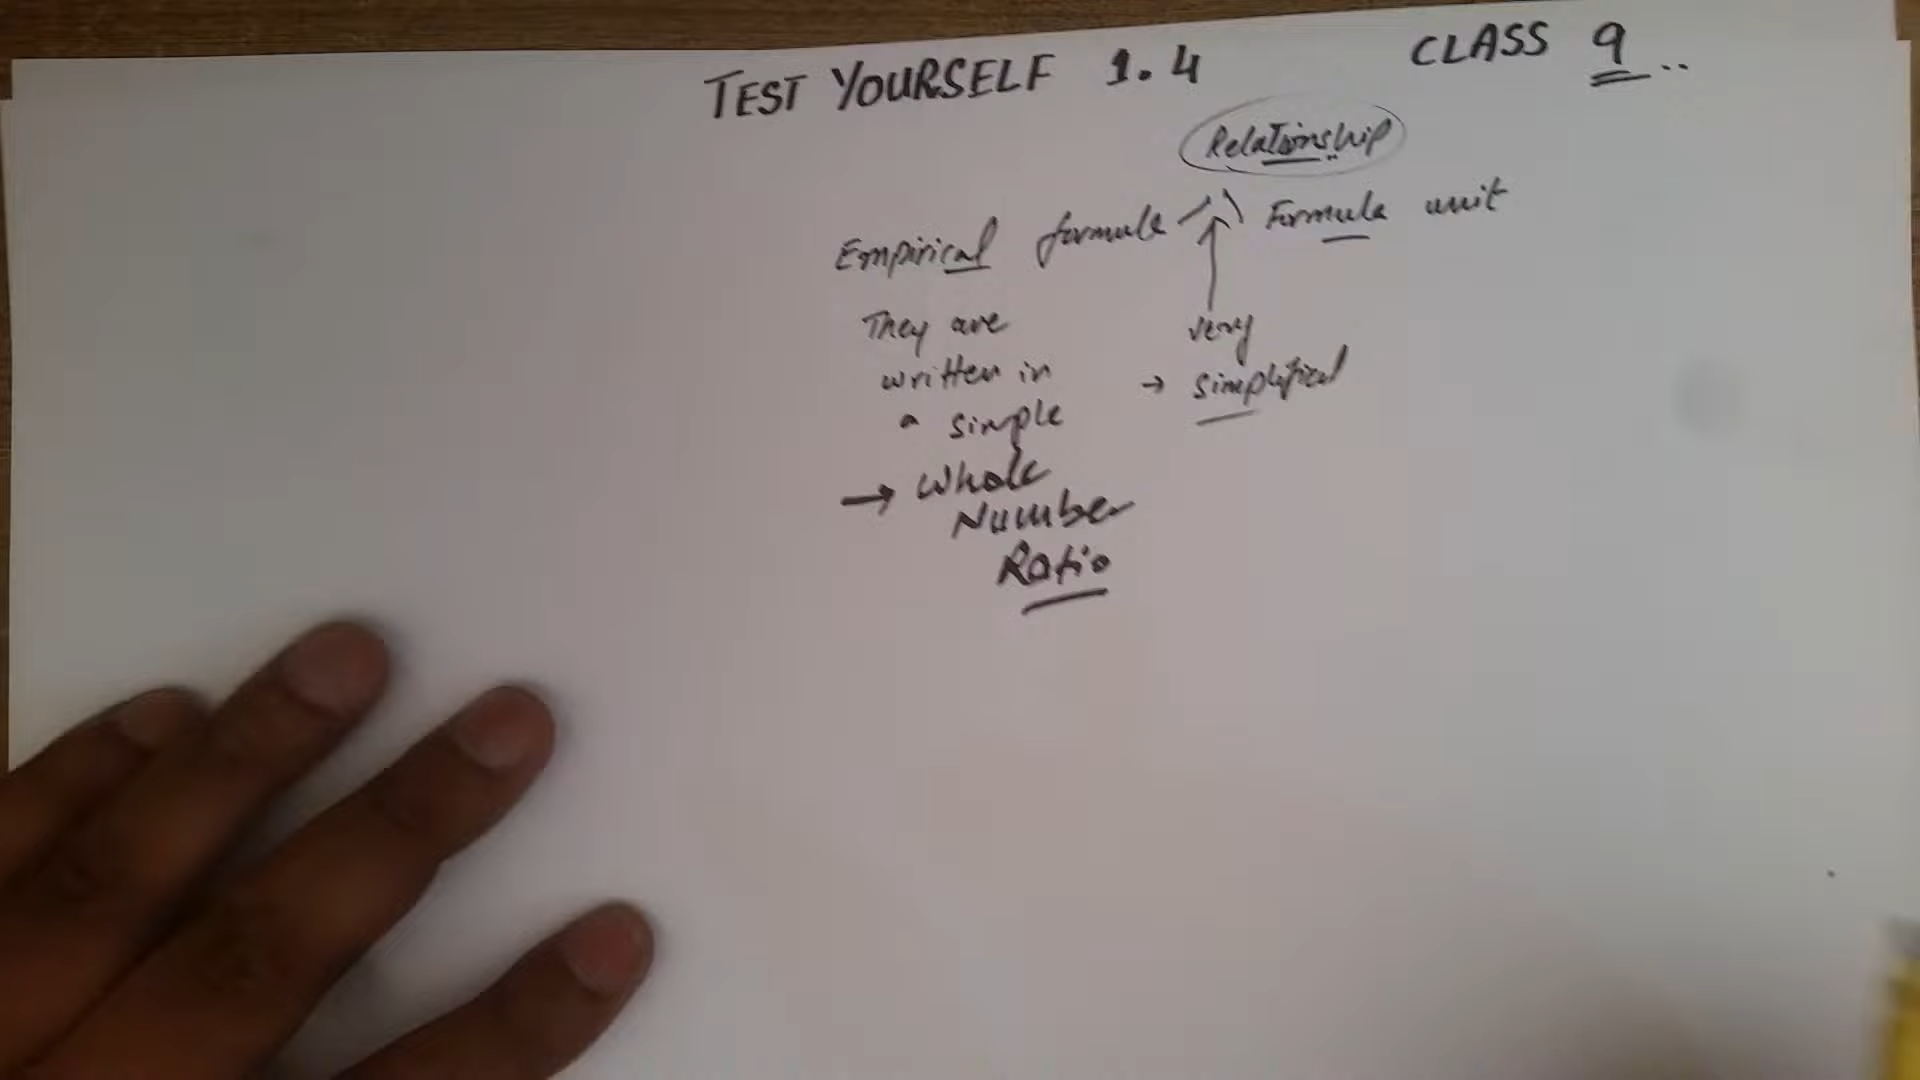 TEST YOURSELF 1.4 CLASS 9
Relationship
Empirical formula Formula unit
They are very
written in → simplified
a simple
→ Whole
Number
Ratio